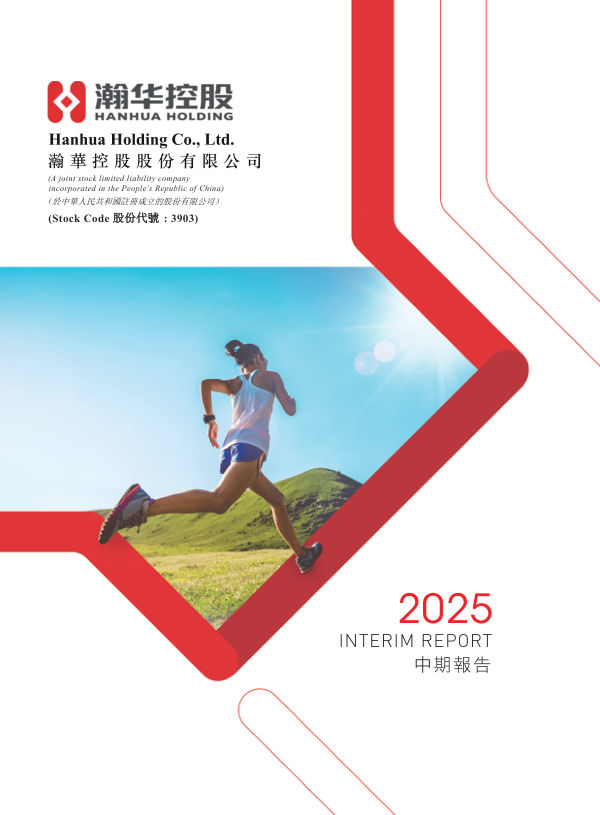 瀚华控股
HANHUA HOLDING
Hanhua Holding Co., Ltd.
瀚華控股股份有限公司
(A joint stock limited liability company
incorporated in the People's Republic of China)
(於中華人民共和國註冊成立的股份有限公司)
(Stock Code 股份代號 : 3903)
2025
INTERIM REPORT
中期報告